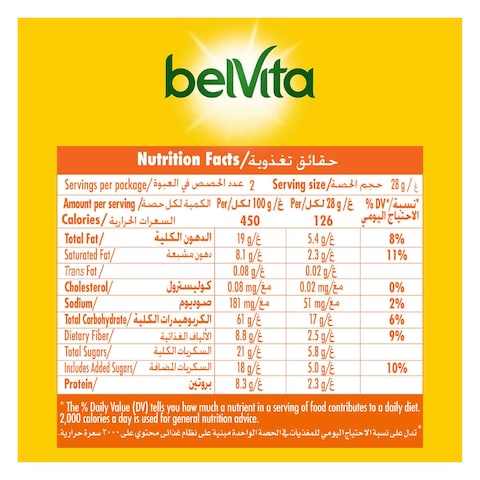 belVita
Nutrition Facts/حقائق تغذوية
Servings per package/عدد الحصص في العبوة 2 Serving size/حجم الحصة 28 g/غ
Amount per serving/الكمية لكل حصة Per/لكل 100 g/غ Per/لكل 28 g/غ % DV*/نسبة* الاحتياج اليومي
Calories/السعرات الحرارية 450 126
Total Fat/الدهون الكلية 19 g/غ 5.4 g/غ 8%
Saturated Fat/دهون مشبعة 8.1 g/غ 2.3 g/غ 11%
Trans Fat / 0.08 g/غ 0.02 g/غ
Cholesterol/كوليسترول 0.08 mg/مغ 0.02 mg/مغ 0%
Sodium/صوديوم 181 mg/مغ 51 mg/مغ 2%
Total Carbohydrate/الكربوهيدرات الكلية 61 g/غ 17 g/غ 6%
Dietary Fiber/الألياف الغذائية 8.8 g/غ 2.5 g/غ 9%
Total Sugars/السكريات الكلية 21 g/غ 5.8 g/غ
Includes Added Sugars/السكريات المضافة 18 g/غ 5.0 g/غ 10%
Protein/بروتين 8.3 g/غ 2.3 g/غ
* The % Daily Value (DV) tells you how much a nutrient in a serving of food contributes to a daily diet.
2,000 calories a day is used for general nutrition advice.
*تدل على نسبة الاحتياج اليومي للمغذيات في الحصة الواحدة مبنية على نظام غذائي محتوي على ٢٠٠٠ سعرة حرارية.